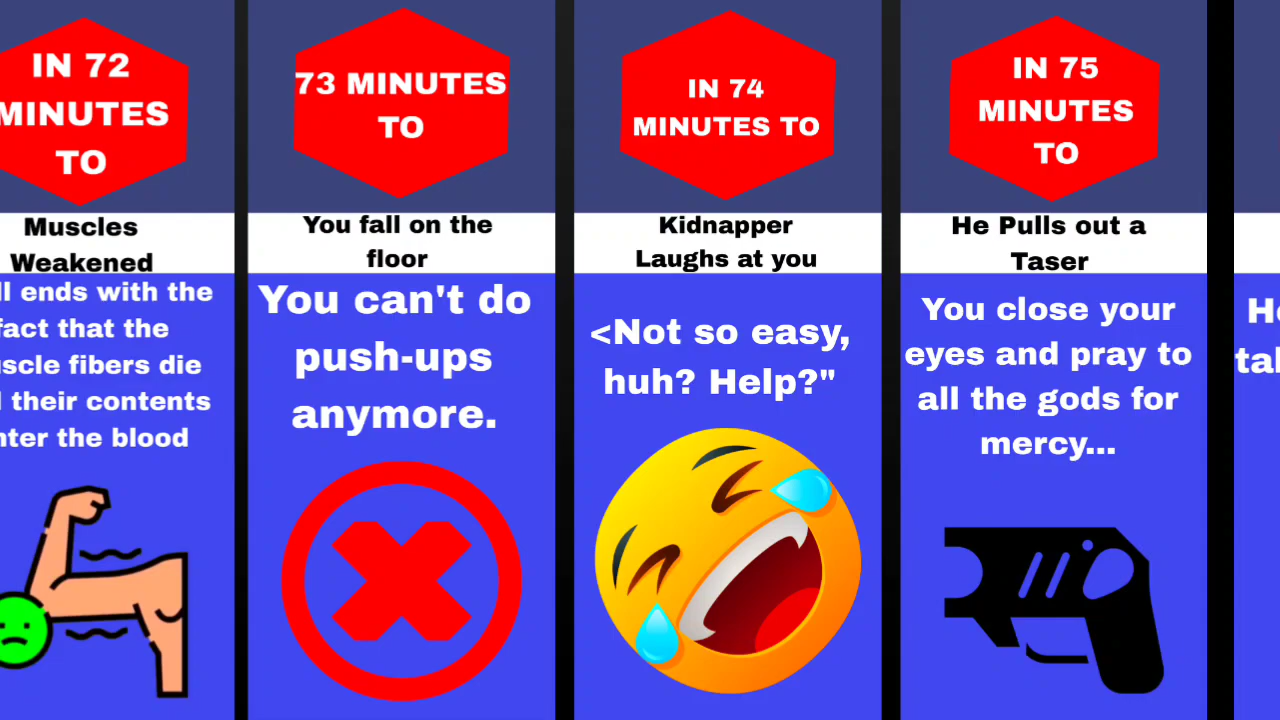 IN 72
MINUTES
TO
Muscles
Weakened
ends with the
fact that the
fibers die
their contents
the blood
73 MINUTES
TO
You fall on the
floor
You can't do
push-ups
anymore.
IN 74
MINUTES TO
Kidnapper
Laughs at you
<Not so easy,
huh? Help?"
IN 75
MINUTES
TO
He Pulls out a
Taser
You close your
eyes and pray to
all the gods for
mercy...